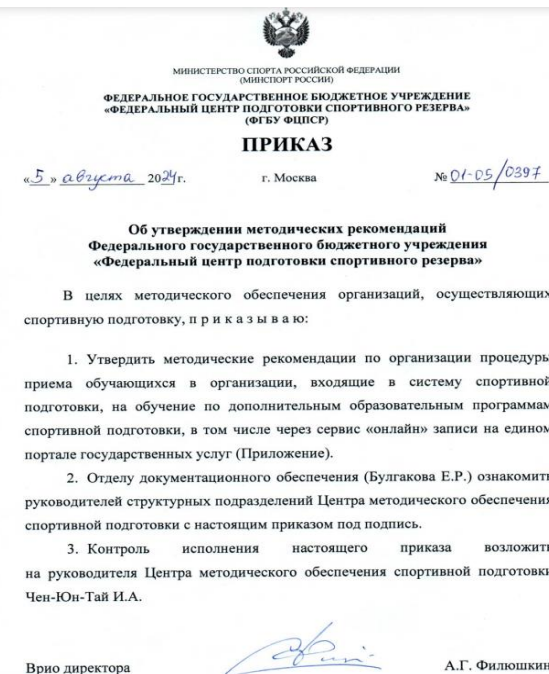 МИНИСТЕРСТВО СПОРТА РОССИЙСКОЙ ФЕДЕРАЦИИ
(МИНСПОРТ РОССИИ)
ФЕДЕРАЛЬНОЕ ГОСУДАРСТВЕННОЕ БЮДЖЕТНОЕ УЧРЕЖДЕНИЕ
«ФЕДЕРАЛЬНЫЙ ЦЕНТР ПОДГОТОВКИ СПОРТИВНОГО РЕЗЕРВА»
(ФГБУ ФЦПСР)
ПРИКАЗ
«5» августа 2024г. г. Москва № 01-05/0397
Об утверждении методических рекомендаций
Федерального государственного бюджетного учреждения
«Федеральный центр подготовки спортивного резерва»
В целях методического обеспечения организаций, осуществляющих
спортивную подготовку, п р и к а з ы в а ю:
1. Утвердить методические рекомендации по организации процедуры
приема обучающихся в организации, входящие в систему спортивной
подготовки, на обучение по дополнительным образовательным программам
спортивной подготовки, в том числе через сервис «онлайн» записи на едином
портале государственных услуг (Приложение).
2. Отделу документационного обеспечения (Булгакова Е.Р.) ознакомить
руководителей структурных подразделений Центра методического обеспечения
спортивной подготовки с настоящим приказом под подпись.
3. Контроль исполнения настоящего приказа возложить
на руководителя Центра методического обеспечения спортивной подготовки
Чен-Юн-Тай И.А.
Врио директора А.Г. Филюшкин